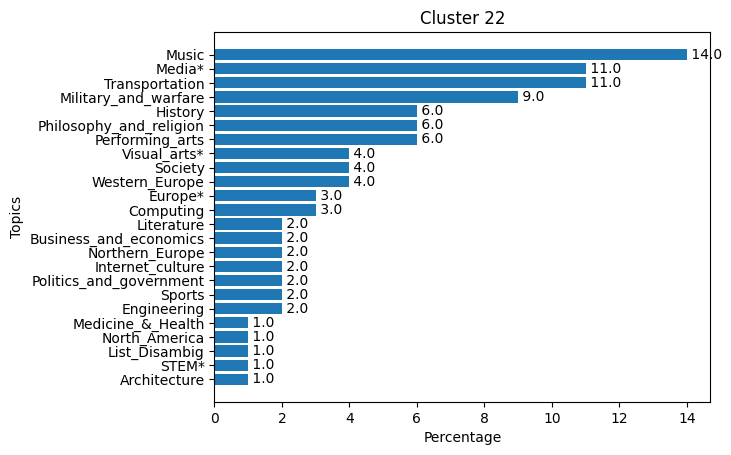 Cluster 22
Topics
Music 14.0
Media* 11.0
Transportation 11.0
Military_and_warfare 9.0
History 6.0
Philosophy_and_religion 6.0
Performing_arts 6.0
Visual_arts* 4.0
Society 4.0
Western_Europe 4.0
Europe* 3.0
Computing 3.0
Literature 2.0
Business_and_economics 2.0
Northern_Europe 2.0
Internet_culture 2.0
Politics_and_government 2.0
Sports 2.0
Engineering 2.0
Medicine_&_Health 1.0
North_America 1.0
List_Disambig 1.0
STEM* 1.0
Architecture 1.0
0 2 4 6 8 10 12 14
Percentage